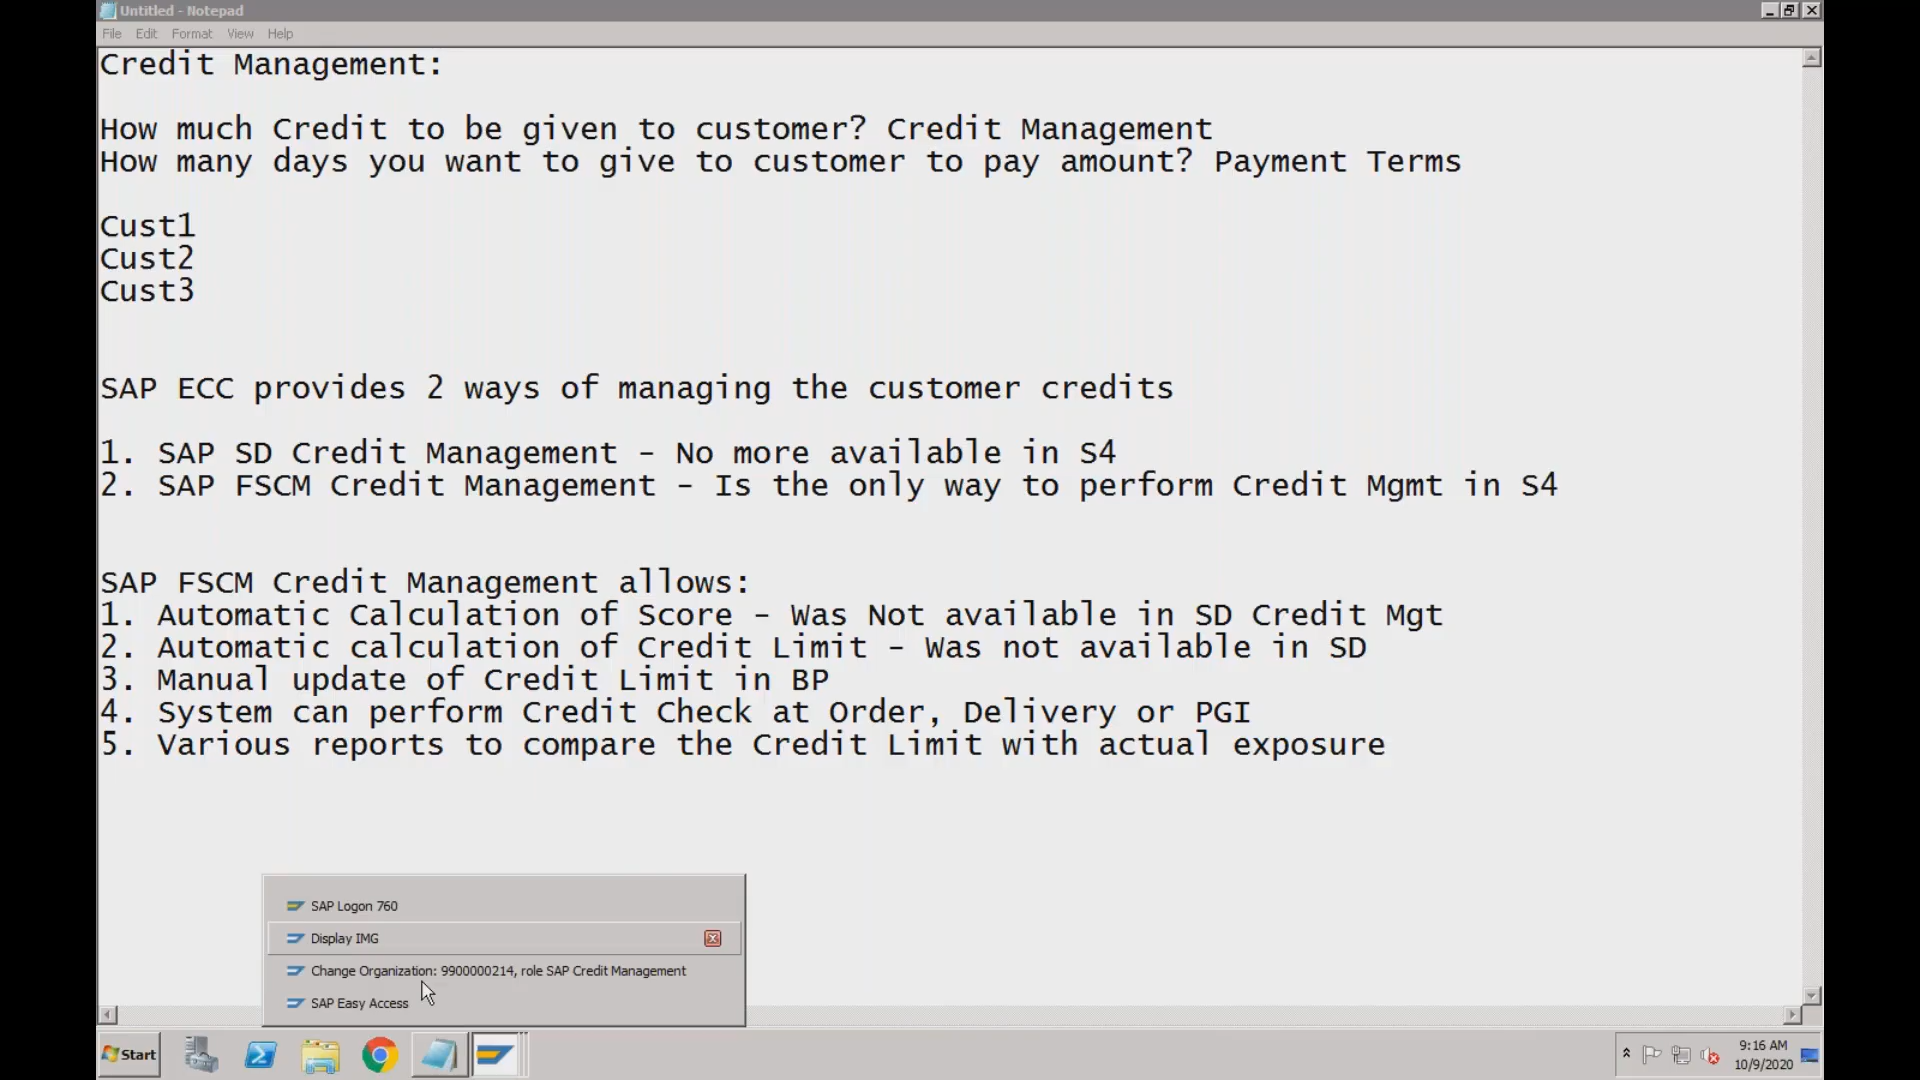 Untitled - Notepad
File Edit Format View Help
Credit Management:
How much Credit to be given to customer? Credit Management
How many days you want to give to customer to pay amount? Payment Terms
Cust1
Cust2
Cust3
SAP ECC provides 2 ways of managing the customer credits
1. SAP SD Credit Management - No more available in S4
2. SAP FSCM Credit Management - Is the only way to perform Credit Mgmt in S4
SAP FSCM Credit Management allows:
1. Automatic Calculation of Score - Was Not available in SD Credit Mgt
2. Automatic calculation of Credit Limit - Was not available in SD
3. Manual update of Credit Limit in BP
4. System can perform Credit Check at Order, Delivery or PGI
5. Various reports to compare the Credit Limit with actual exposure
SAP Logon 760
Display IMG
Change Organization: 9900000214, role SAP Credit Management
SAP Easy Access
Start
9:16 AM
10/9/2020